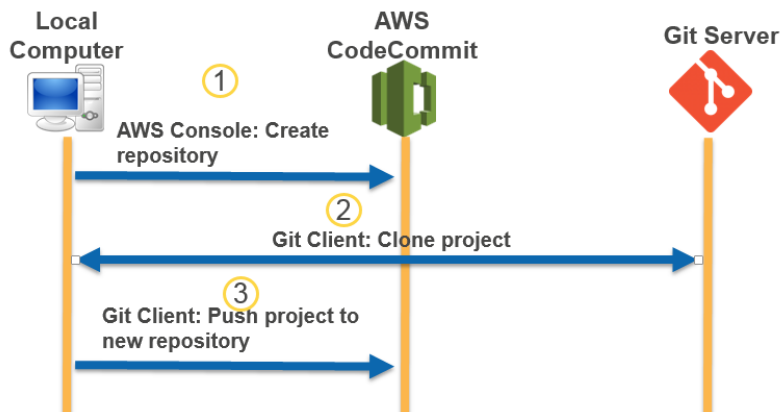 Local
Computer
AWS
CodeCommit
Git Server
1
AWS Console: Create
repository
2
Git Client: Clone project
3
Git Client: Push project to
new repository